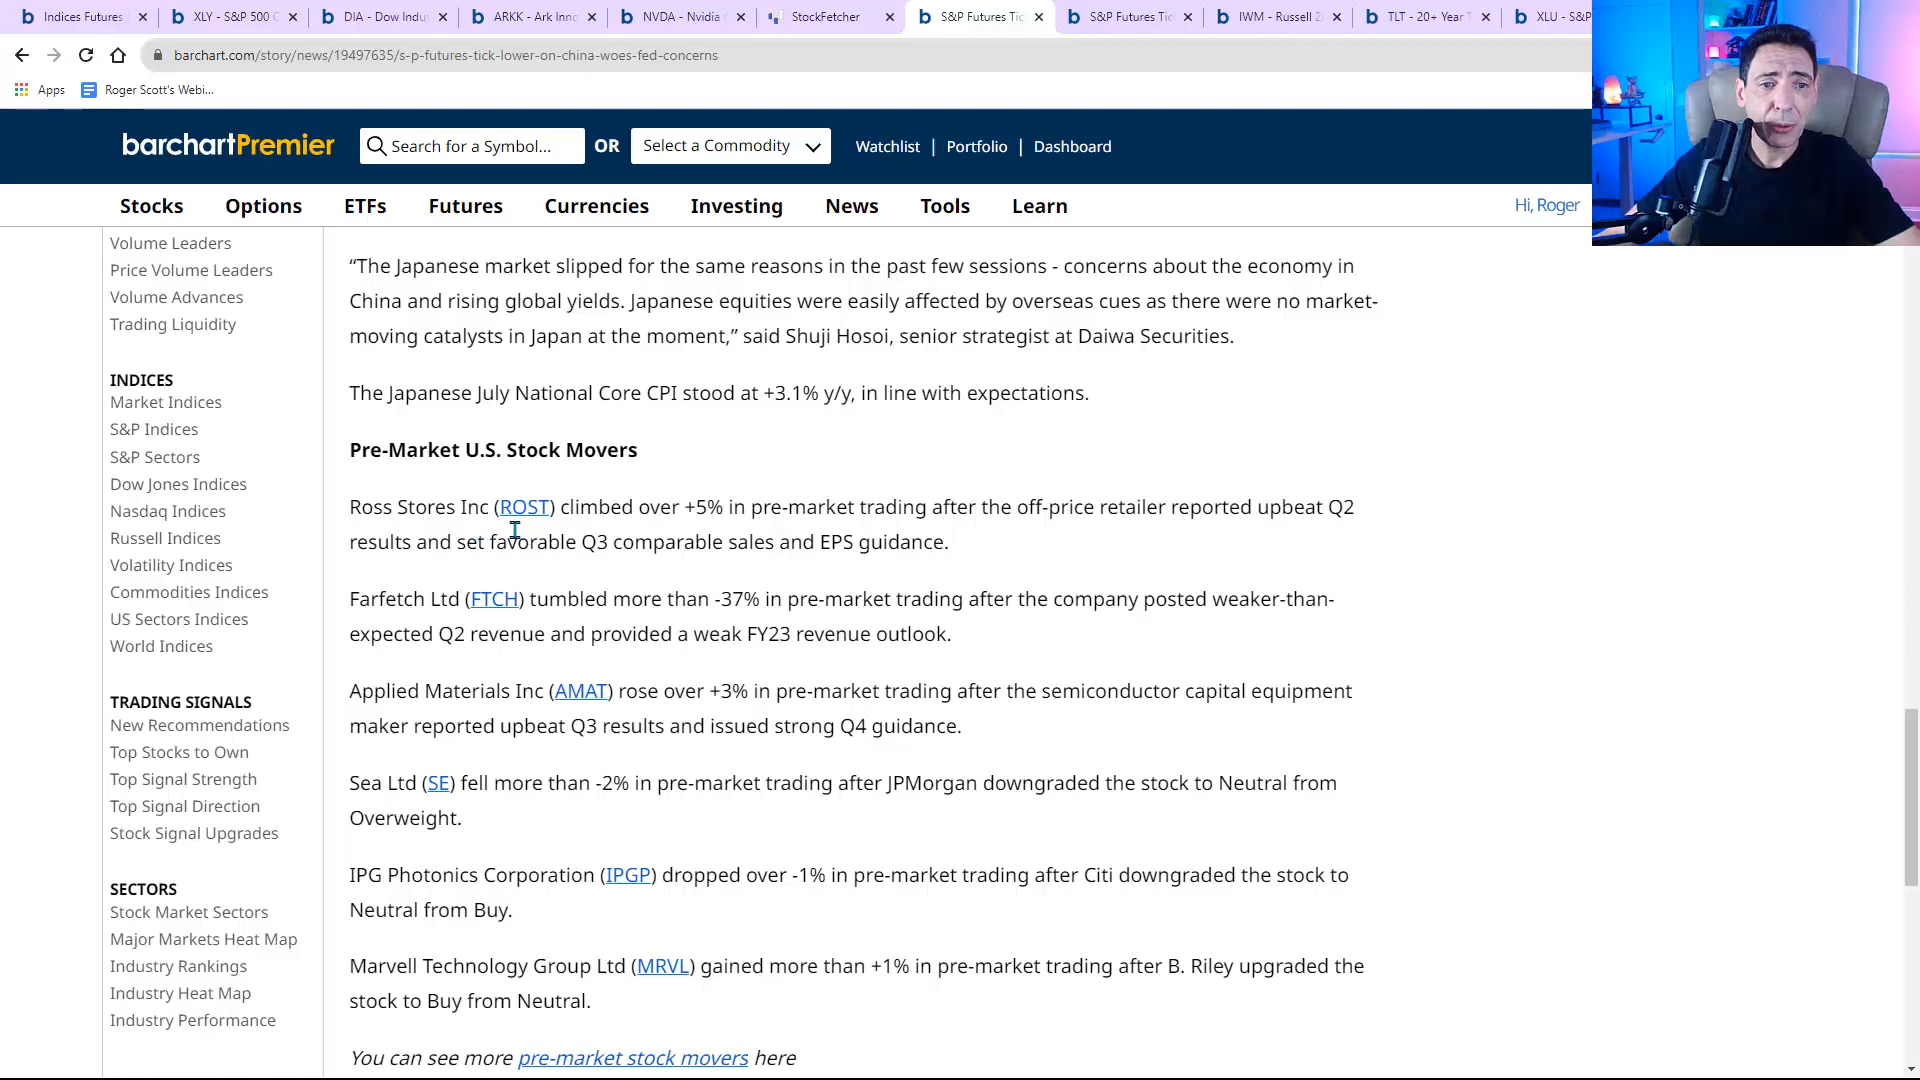 Indices Futures
XLY - S&P 500
DIA - Dow Indu
ARKK - Ark Inno
NVDA - Nvidia
StockFetcher
S&P Futures Tic
S&P Futures Tic
IWM - Russell 2
TLT - 20+ Year T
XLU - S&P
barchart.com/story/news/19497635/s-p-futures-tick-lower-on-china-woes-fed-concerns
Apps
Roger Scott's Webi...
barchartPremier
Search for a Symbol...
OR
Select a Commodity
Watchlist | Portfolio | Dashboard
Stocks Options ETFs Futures Currencies Investing News Tools Learn
Hi, Roger
Volume Leaders
Price Volume Leaders
Volume Advances
Trading Liquidity
INDICES
Market Indices
S&P Indices
S&P Sectors
Dow Jones Indices
Nasdaq Indices
Russell Indices
Volatility Indices
Commodities Indices
US Sectors Indices
World Indices
TRADING SIGNALS
New Recommendations
Top Stocks to Own
Top Signal Strength
Top Signal Direction
Stock Signal Upgrades
SECTORS
Stock Market Sectors
Major Markets Heat Map
Industry Rankings
Industry Heat Map
Industry Performance
“The Japanese market slipped for the same reasons in the past few sessions - concerns about the economy in
China and rising global yields. Japanese equities were easily affected by overseas cues as there were no market-
moving catalysts in Japan at the moment,” said Shuji Hosoi, senior strategist at Daiwa Securities.
The Japanese July National Core CPI stood at +3.1% y/y, in line with expectations.
Pre-Market U.S. Stock Movers
Ross Stores Inc (ROST) climbed over +5% in pre-market trading after the off-price retailer reported upbeat Q2
results and set favorable Q3 comparable sales and EPS guidance.
Farfetch Ltd (FTCH) tumbled more than -37% in pre-market trading after the company posted weaker-than-
expected Q2 revenue and provided a weak FY23 revenue outlook.
Applied Materials Inc (AMAT) rose over +3% in pre-market trading after the semiconductor capital equipment
maker reported upbeat Q3 results and issued strong Q4 guidance.
Sea Ltd (SE) fell more than -2% in pre-market trading after JPMorgan downgraded the stock to Neutral from
Overweight.
IPG Photonics Corporation (IPGP) dropped over -1% in pre-market trading after Citi downgraded the stock to
Neutral from Buy.
Marvell Technology Group Ltd (MRVL) gained more than +1% in pre-market trading after B. Riley upgraded the
stock to Buy from Neutral.
You can see more pre-market stock movers here